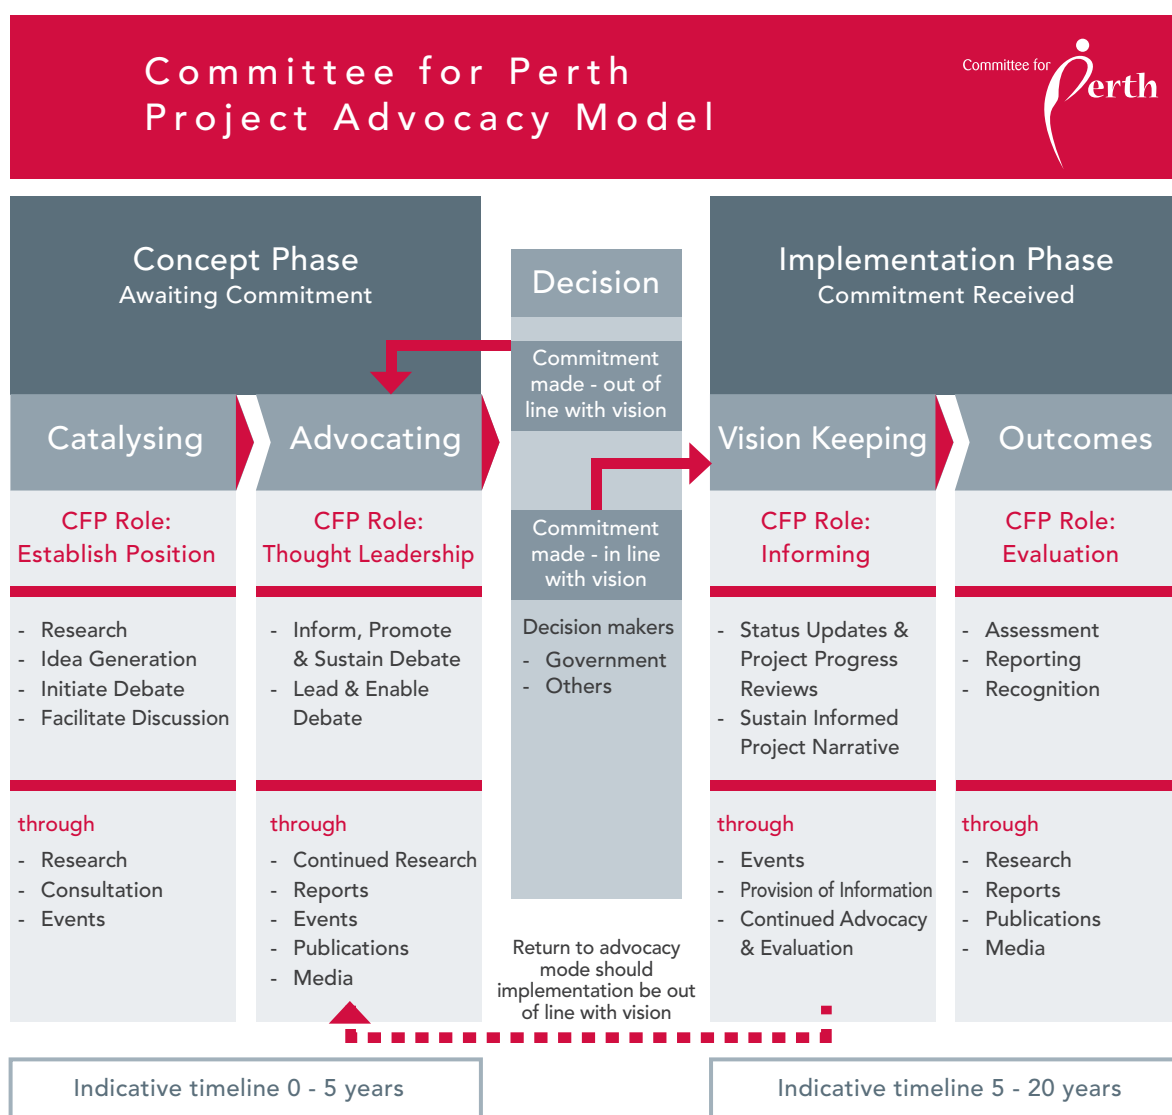 Committee for Perth
Project Advocacy Model
Committee for Perth
Concept Phase
Awaiting Commitment
Catalysing
CFP Role:
Establish Position
- Research
- Idea Generation
- Initiate Debate
- Facilitate Discussion
through
- Research
- Consultation
- Events
Advocating
CFP Role:
Thought Leadership
- Inform, Promote
& Sustain Debate
- Lead & Enable
Debate
through
- Continued Research
- Reports
- Events
- Publications
- Media
Decision
Commitment
made - out of
line with vision
Commitment
made - in line
with vision
Decision makers
- Government
- Others
Return to advocacy
mode should
implementation be out
of line with vision
Implementation Phase
Commitment Received
Vision Keeping
CFP Role:
Informing
- Status Updates &
Project Progress
Reviews
- Sustain Informed
Project Narrative
through
- Events
- Provision of Information
- Continued Advocacy
& Evaluation
Outcomes
CFP Role:
Evaluation
- Assessment
- Reporting
- Recognition
through
- Research
- Reports
- Publications
- Media
Indicative timeline 0 - 5 years
Indicative timeline 5 - 20 years